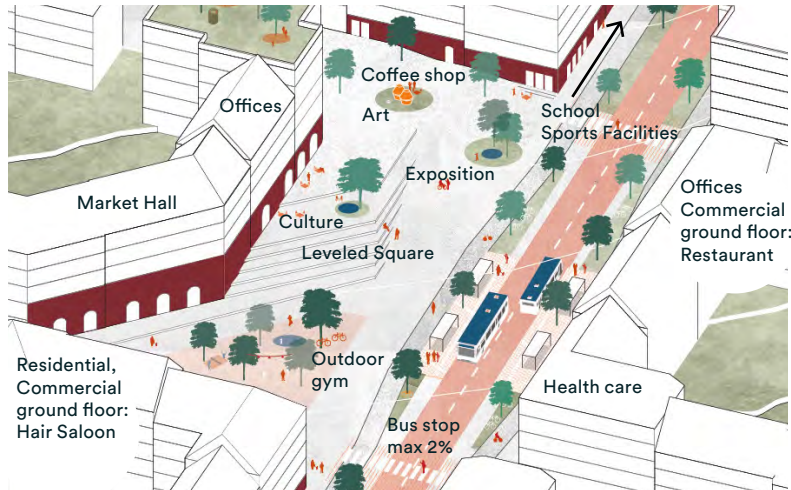 Coffee shop
Offices
Art
School
Sports Facilities
Exposition
Market Hall
Offices
Commercial
ground floor:
Restaurant
Culture
Leveled Square
Outdoor
gym
Residential,
Commercial
ground floor:
Hair Saloon
Health care
Bus stop
max 2%